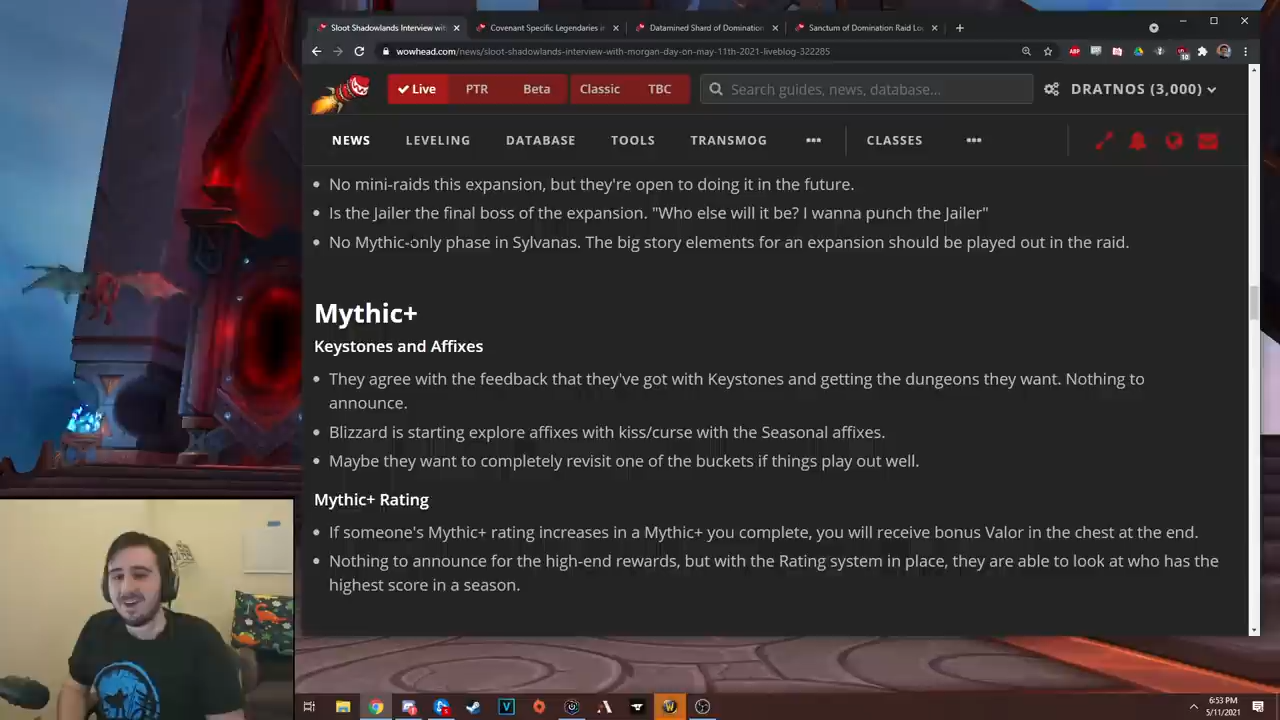 Sloot Shadowlands Interview wit
Covenant Specific Legendaries i
Datamined Shard of Domination
Sanctum of Domination Raid Lo
wowhead.com/news/sloot-shadowlands-interview-with-morgan-day-on-may-11th-2021-liveblog-322285
ABP
10
Live
PTR
Beta
Classic
TBC
Search guides, news, database...
DRATNOS (3,000)
NEWS
LEVELING
DATABASE
TOOLS
TRANSMOG
•••
CLASSES
•••
• No mini-raids this expansion, but they're open to doing it in the future.
• Is the Jailer the final boss of the expansion. "Who else will it be? I wanna punch the Jailer"
• No Mythic-only phase in Sylvanas. The big story elements for an expansion should be played out in the raid.
Mythic+
Keystones and Affixes
• They agree with the feedback that they've got with Keystones and getting the dungeons they want. Nothing to
announce.
• Blizzard is starting explore affixes with kiss/curse with the Seasonal affixes.
• Maybe they want to completely revisit one of the buckets if things play out well.
Mythic+ Rating
• If someone's Mythic+ rating increases in a Mythic+ you complete, you will receive bonus Valor in the chest at the end.
• Nothing to announce for the high-end rewards, but with the Rating system in place, they are able to look at who has the
highest score in a season.
6:53 PM
5/11/2021